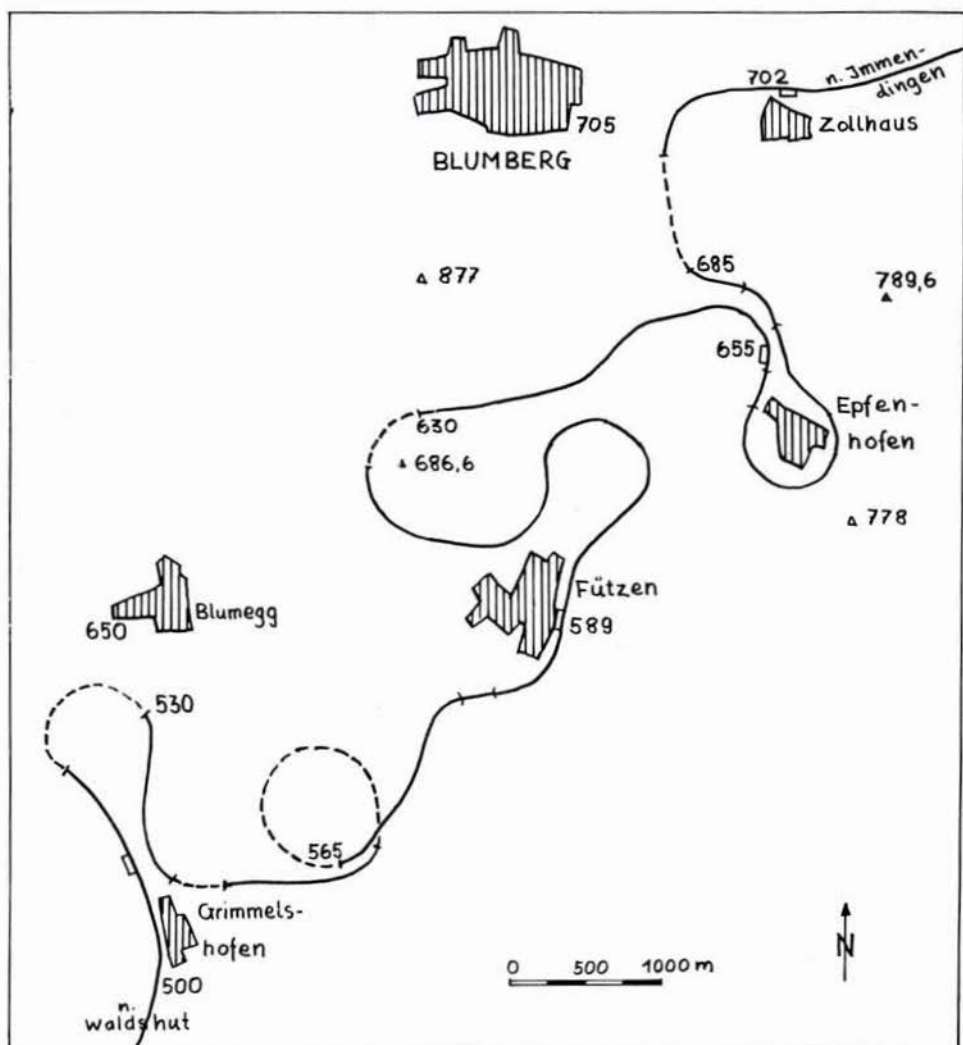 702
n. Immen-
dingen
Zollhaus
705
BLUMBERG
877
685
789,6
655
Epfen-
hofen
630
686,6
778
Fützen
589
Blumegg
650
530
565
Grimmels-
hofen
500
n.
waldshut
0 500 1000 m
N